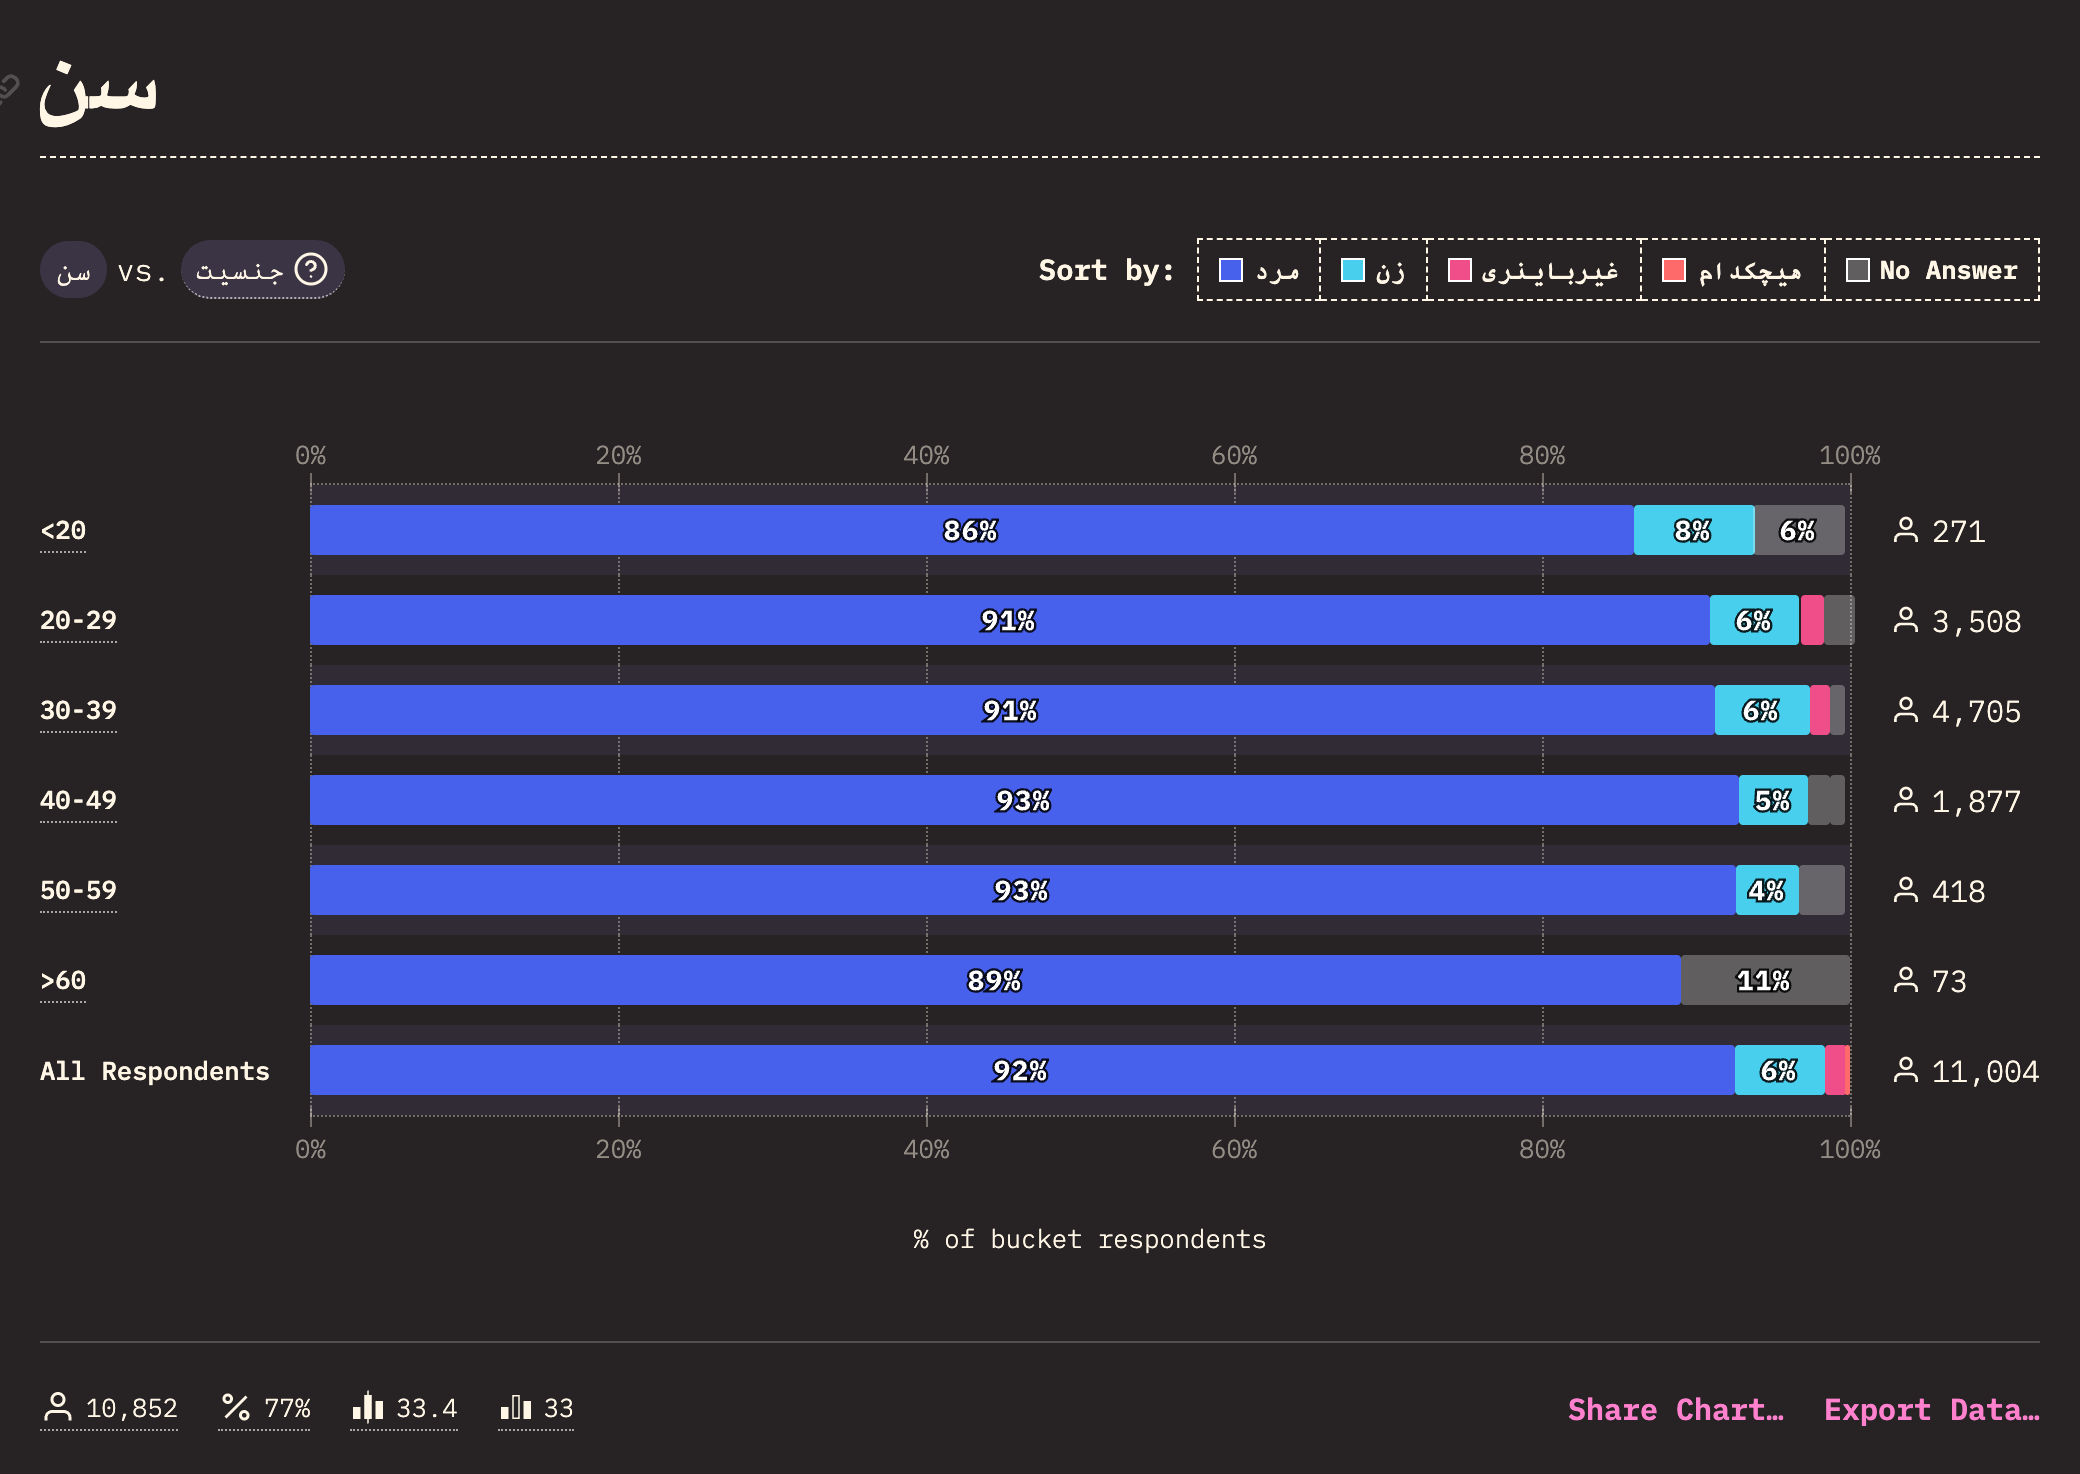 سن
سن vs. جنسیت
Sort by: مرد زن غیرباینری هیچکدام No Answer
0% 20% 40% 60% 80% 100%
<20 86% 8% 6% 271
20-29 91% 6% 3,508
30-39 91% 6% 4,705
40-49 93% 5% 1,877
50-59 93% 4% 418
>60 89% 11% 73
All Respondents 92% 6% 11,004
0% 20% 40% 60% 80% 100%
% of bucket respondents
10,852 77% 33.4 33 Share Chart… Export Data…